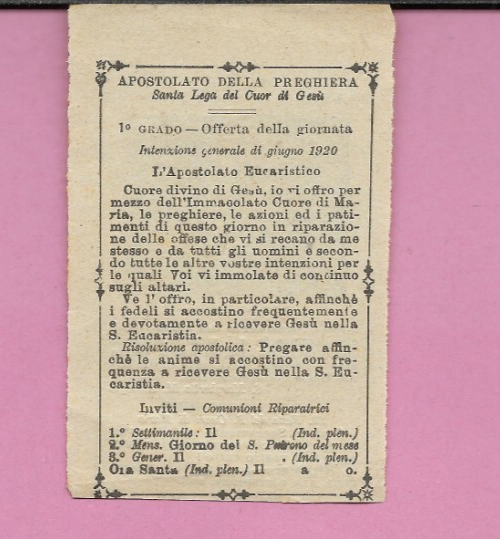 APOSTOLATO DELLA PREGHIERA
Santa Lega del Cuor di Gesù
1º GRADO — Offerta della giornata
Intenzione generale di giugno 1920
L'Apostolato Eucaristico
Cuore divino di Gesù, io vi offro per
mezzo dell'Immacolato Cuore di Ma-
ria, le preghiere, le azioni ed i pati-
menti di questo giorno in riparazio-
ne delle offese che vi si recano da me
stesso e da tutti gli uomini e secon-
do tutte le altre vostre intenzioni per
le quali Voi vi immolate di continuo
sugli altari.
Ve l'offro, in particolare, affinchè
i fedeli si accostino frequentemente
e devotamente a ricevere Gesù nella
S. Eucaristia.
Risoluzione apostolica: Pregare affin-
chè le anime si accostino con fre-
quenza a ricevere Gesù nella S. Eu-
caristia.
Inviti — Comunioni Riparatrici
1.º Settimanile: Il (Ind. plen.)
2.º Mens. Giorno del S. Patrono del mese
3.º Gener. Il . (Ind. plen.)
Ora Santa (Ind. plen.) Il a o.